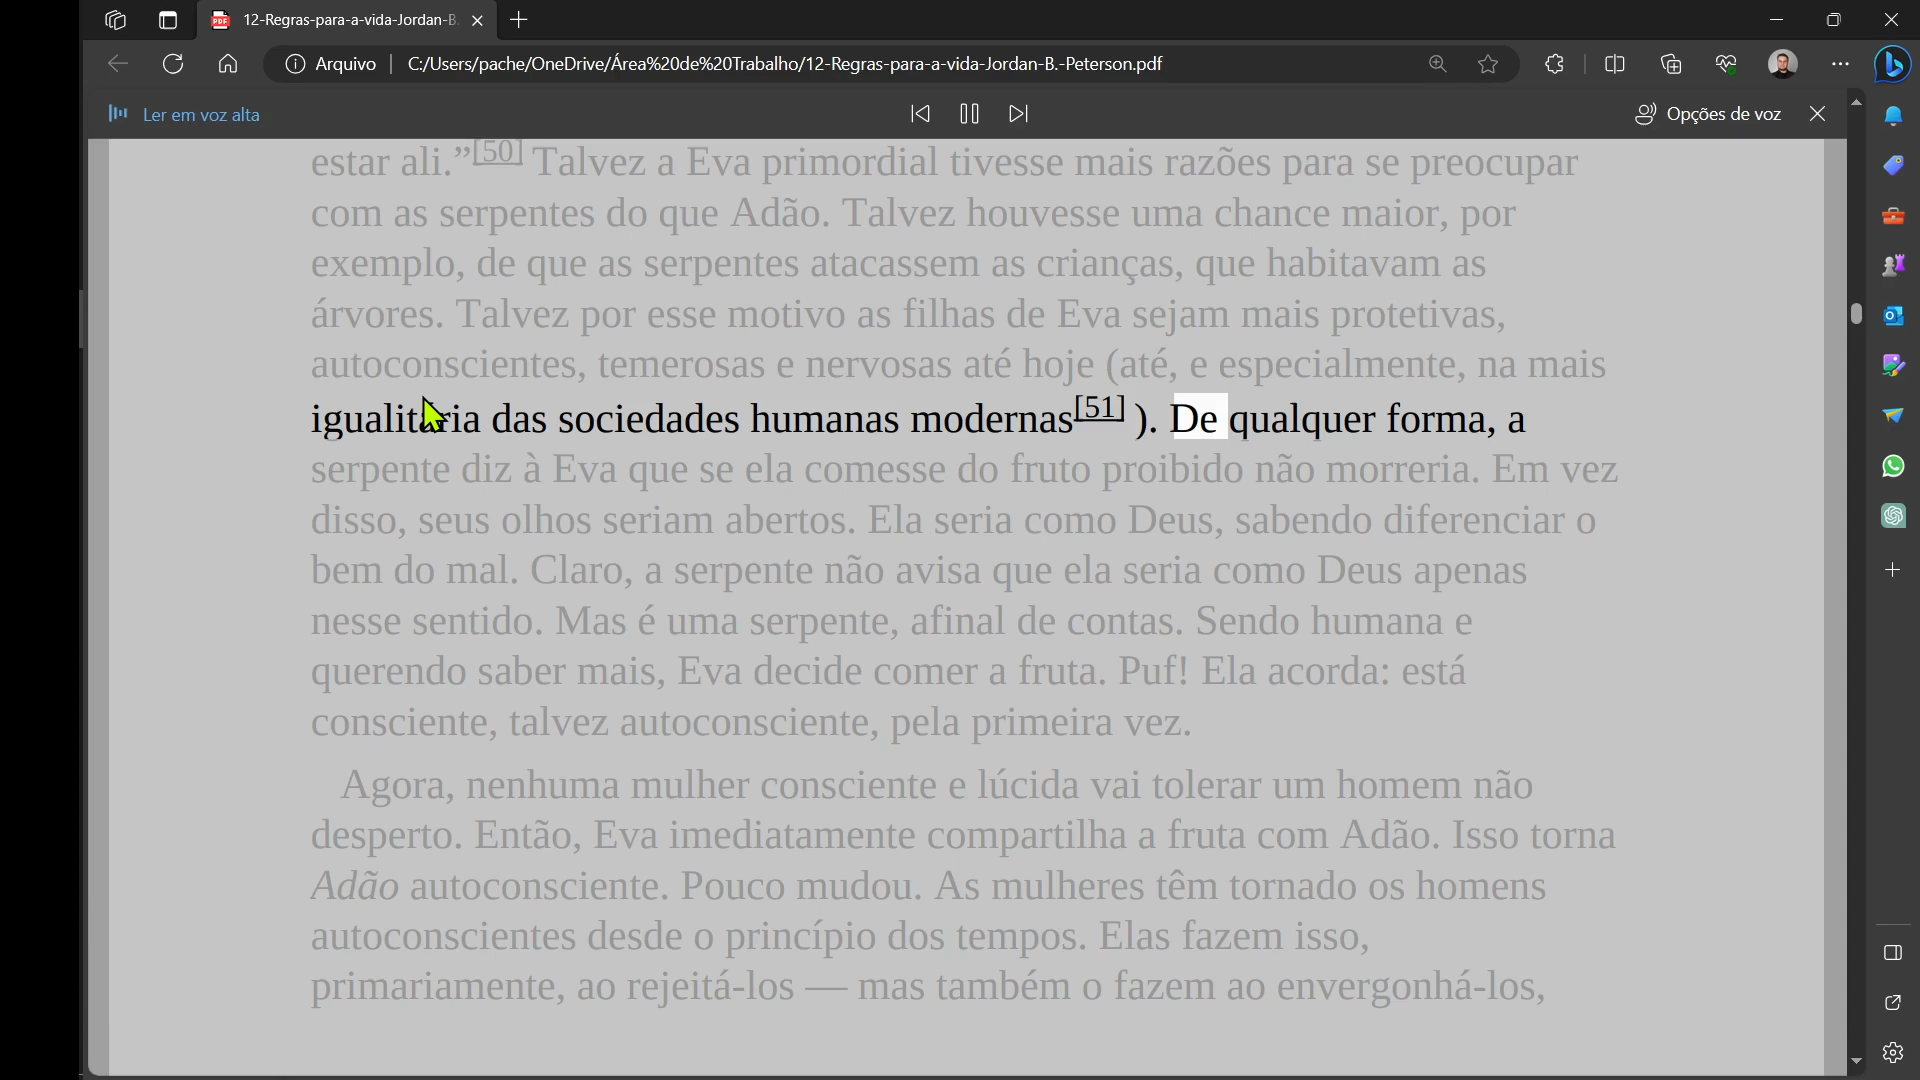 12-Regras-para-a-vida-Jordan-B.
Arquivo
C:/Users/pache/OneDrive/Área%20de%20Trabalho/12-Regras-para-a-vida-Jordan-B.-Peterson.pdf
Ler em voz alta
Opções de voz
estar ali.”[50] Talvez a Eva primordial tivesse mais razões para se preocupar
com as serpentes do que Adão. Talvez houvesse uma chance maior, por
exemplo, de que as serpentes atacassem as crianças, que habitavam as
árvores. Talvez por esse motivo as filhas de Eva sejam mais protetivas,
autoconscientes, temerosas e nervosas até hoje (até, e especialmente, na mais
igualitária das sociedades humanas modernas[51] ). De qualquer forma, a
serpente diz à Eva que se ela comesse do fruto proibido não morreria. Em vez
disso, seus olhos seriam abertos. Ela seria como Deus, sabendo diferenciar o
bem do mal. Claro, a serpente não avisa que ela seria como Deus apenas
nesse sentido. Mas é uma serpente, afinal de contas. Sendo humana e
querendo saber mais, Eva decide comer a fruta. Puf! Ela acorda: está
consciente, talvez autoconsciente, pela primeira vez.
Agora, nenhuma mulher consciente e lúcida vai tolerar um homem não
desperto. Então, Eva imediatamente compartilha a fruta com Adão. Isso torna
Adão autoconsciente. Pouco mudou. As mulheres têm tornado os homens
autoconscientes desde o princípio dos tempos. Elas fazem isso,
primariamente, ao rejeitá-los — mas também o fazem ao envergonhá-los,